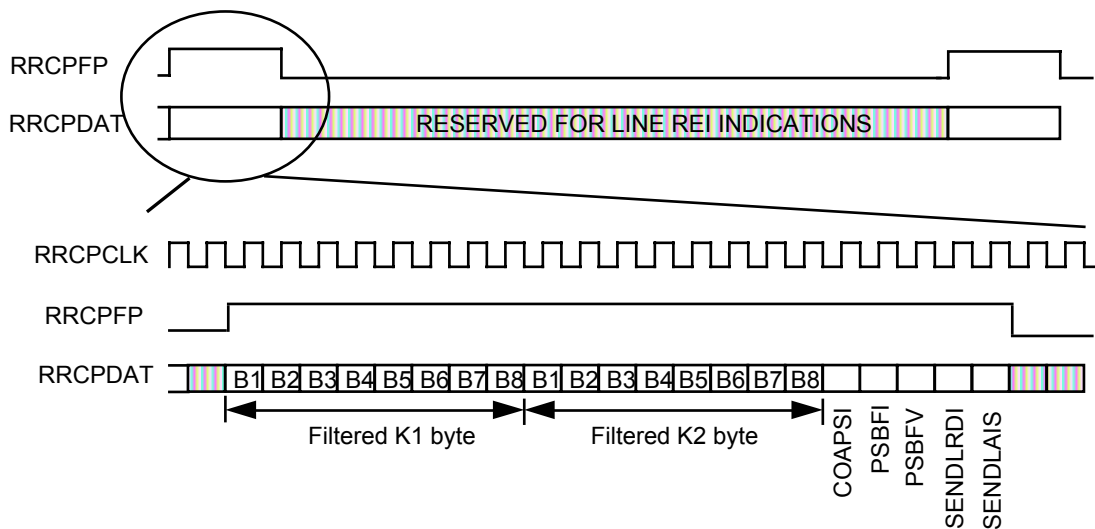 RRCPFP
RRCPDAT
RESERVED FOR LINE REI INDICATIONS
RRCPCLK
RRCPFP
RRCPDAT
B1 B2 B3 B4 B5 B6 B7 B8 B1 B2 B3 B4 B5 B6 B7 B8
Filtered K1 byte
Filtered K2 byte
COAPSI
PSBFI
PSBFV
SENDLRDI
SENDLAIS